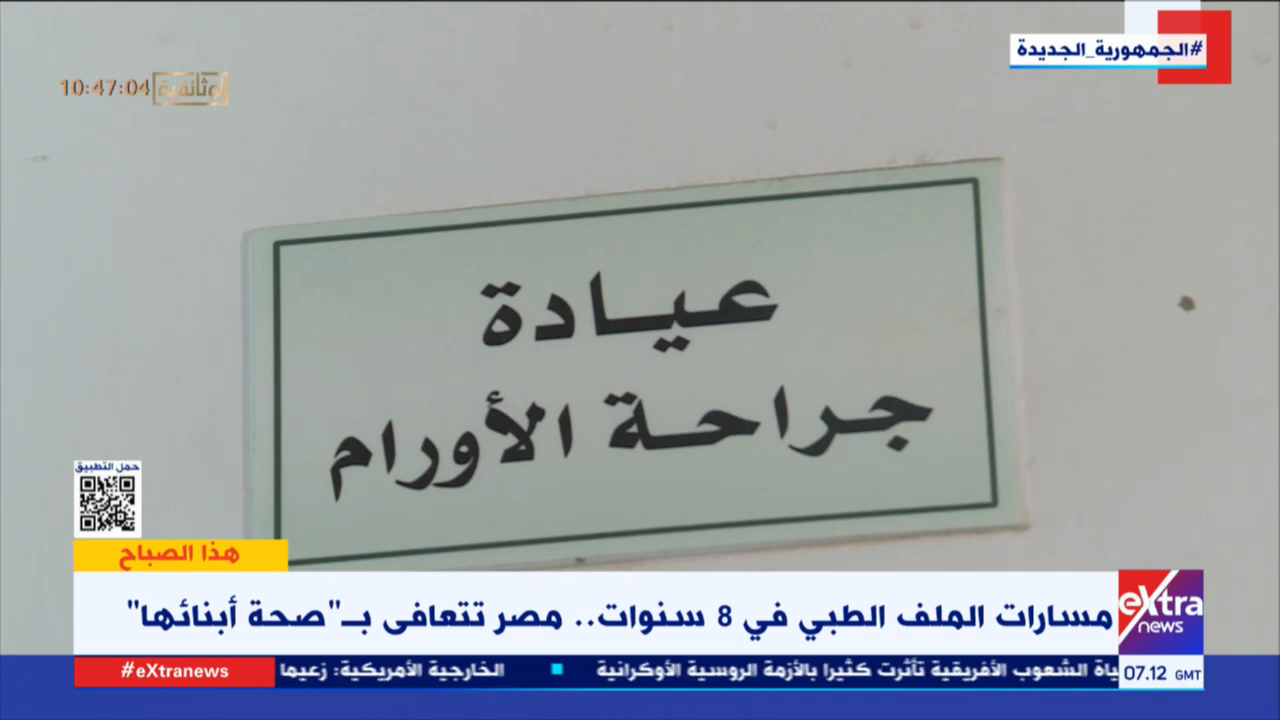 #الجمهورية_الجديدة
10:47:04
الوثائقية
عيادة
جراحة الأورام
حمل التطبيق
هذا الصباح
مسارات الملف الطبي في 8 سنوات.. مصر تتعافى بـ"صحة أبنائها"
eXtra
news
الشعوب الأفريقية تأثرت كثيرا بالأزمة الروسية الأوكرانية
الخارجية الأمريكية: زعيما
#eXtranews
07.12 GMT